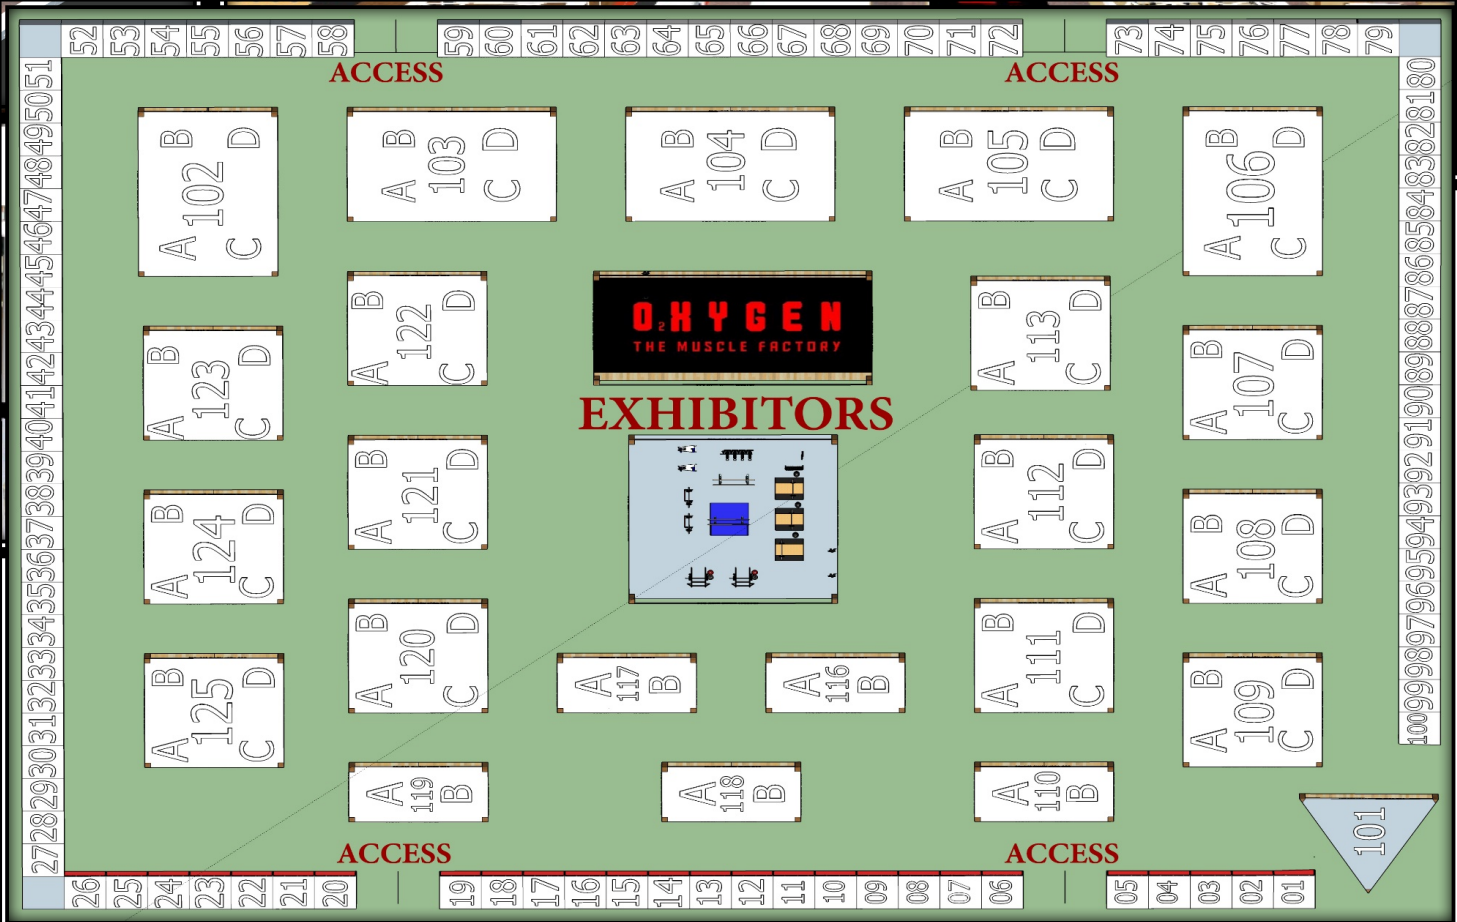 52 53 54 55 56 57 58 59 60 61 62 63 64 65 66 67 68 69 70 71 72 73 74 75 76 77 78 79
ACCESS ACCESS
51
50
49
48
47
46
45
44
43
42
41
40
39
38
37
36
35
34
33
32
31
30
29
28
27
80
81
82
83
84
85
86
87
88
89
90
91
92
93
94
95
96
97
98
99
100
A B 102 C D
A B 103 C D
A B 104 C D
A B 105 C D
A B 106 C D
A B 122 C D
O2XYGEN
THE MUSCLE FACTORY
A B 113 C D
A B 123 C D
A B 107 C D
EXHIBITORS
A B 121 C D
A B 112 C D
A B 124 C D
A B 108 C D
A B 120 C D
A 117 B
A 116 B
A B 111 C D
A B 125 C D
A B 109 C D
A 119 B
A 118 B
A 110 B
101
ACCESS ACCESS
26 25 24 23 22 21 20 19 18 17 16 15 14 13 12 11 10 09 08 07 06 05 04 03 02 01